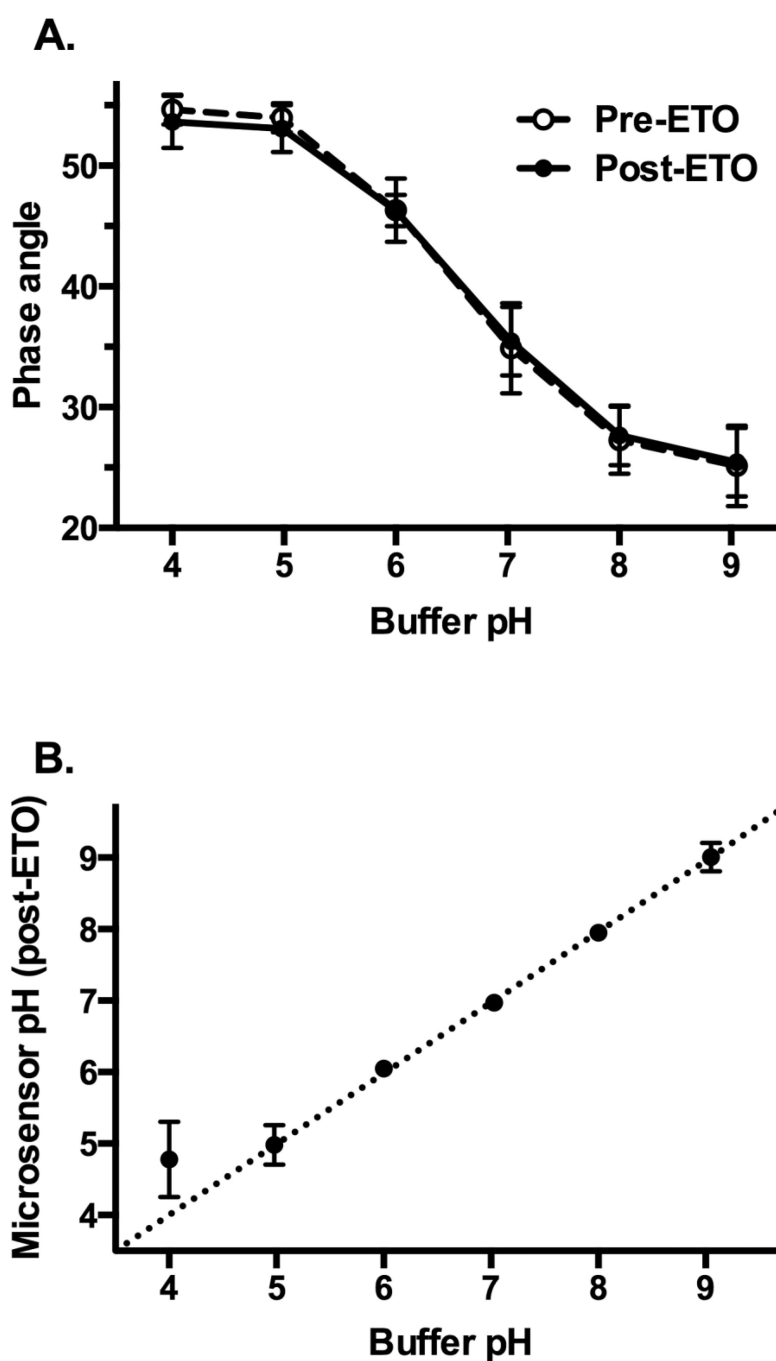 A.
Pre-ETO
Post-ETO
Phase angle
50
40
30
20
4 5 6 7 8 9
Buffer pH
B.
Microsensor pH (post-ETO)
9
8
7
6
5
4
4 5 6 7 8 9
Buffer pH